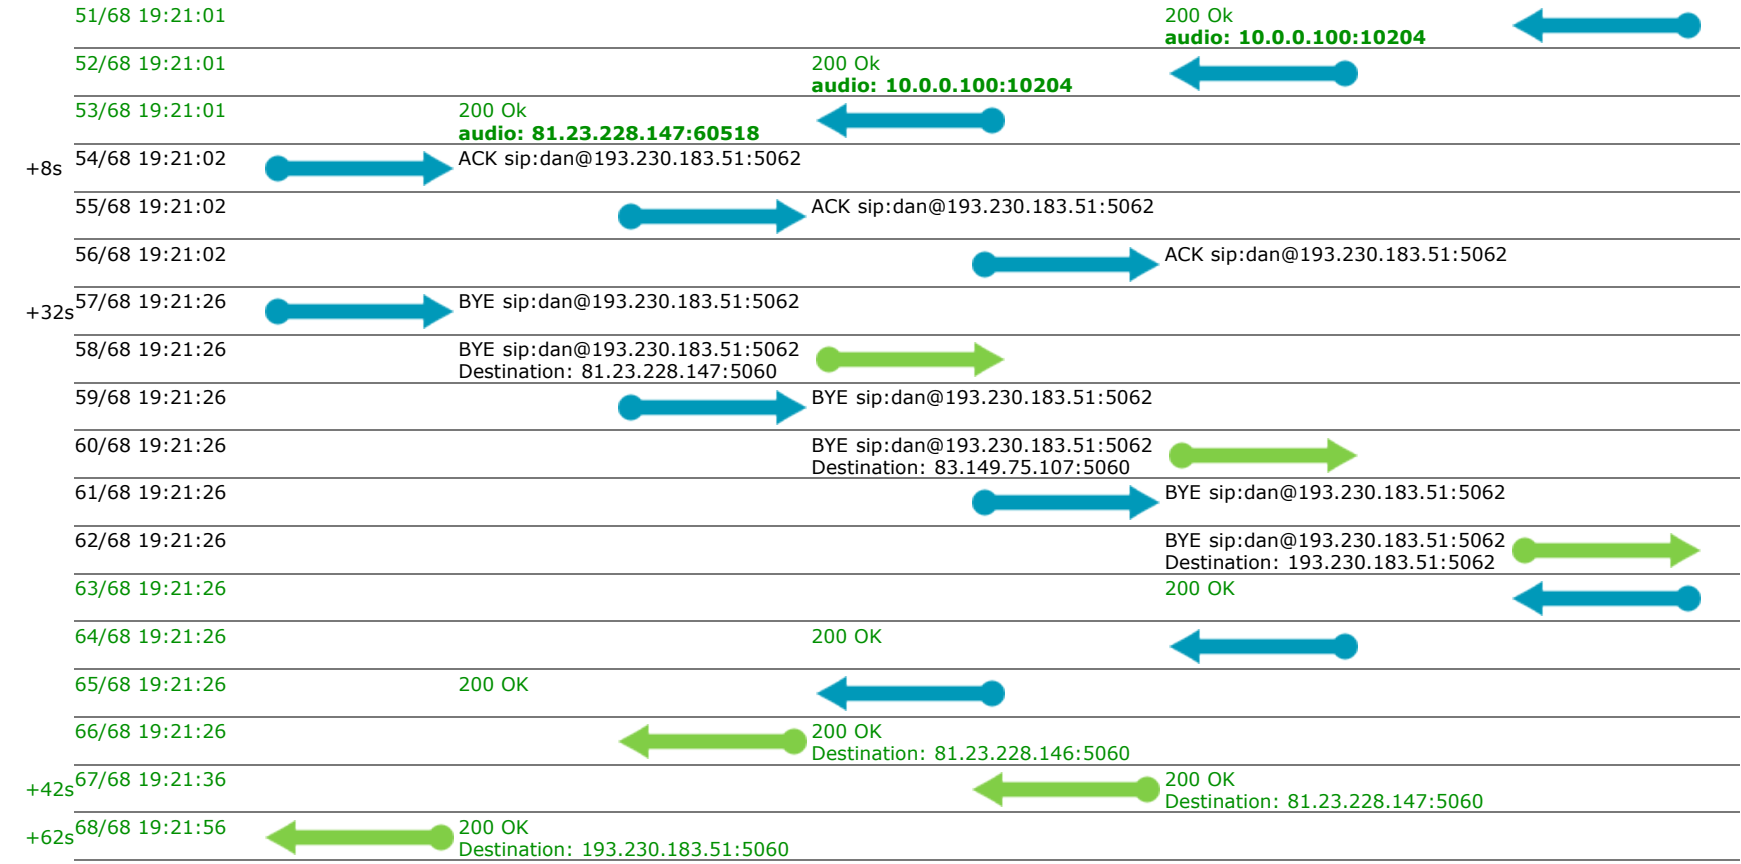 51/68 19:21:01 200 Ok
audio: 10.0.0.100:10204
52/68 19:21:01 200 Ok
audio: 10.0.0.100:10204
53/68 19:21:01 200 Ok
audio: 81.23.228.147:60518
+8s 54/68 19:21:02 ACK sip:dan@193.230.183.51:5062
55/68 19:21:02 ACK sip:dan@193.230.183.51:5062
56/68 19:21:02 ACK sip:dan@193.230.183.51:5062
+32s 57/68 19:21:26 BYE sip:dan@193.230.183.51:5062
58/68 19:21:26 BYE sip:dan@193.230.183.51:5062
Destination: 81.23.228.147:5060
59/68 19:21:26 BYE sip:dan@193.230.183.51:5062
60/68 19:21:26 BYE sip:dan@193.230.183.51:5062
Destination: 83.149.75.107:5060
61/68 19:21:26 BYE sip:dan@193.230.183.51:5062
62/68 19:21:26 BYE sip:dan@193.230.183.51:5062
Destination: 193.230.183.51:5062
63/68 19:21:26 200 OK
64/68 19:21:26 200 OK
65/68 19:21:26 200 OK
66/68 19:21:26 200 OK
Destination: 81.23.228.146:5060
+42s 67/68 19:21:36 200 OK
Destination: 81.23.228.147:5060
+62s 68/68 19:21:56 200 OK
Destination: 193.230.183.51:5060